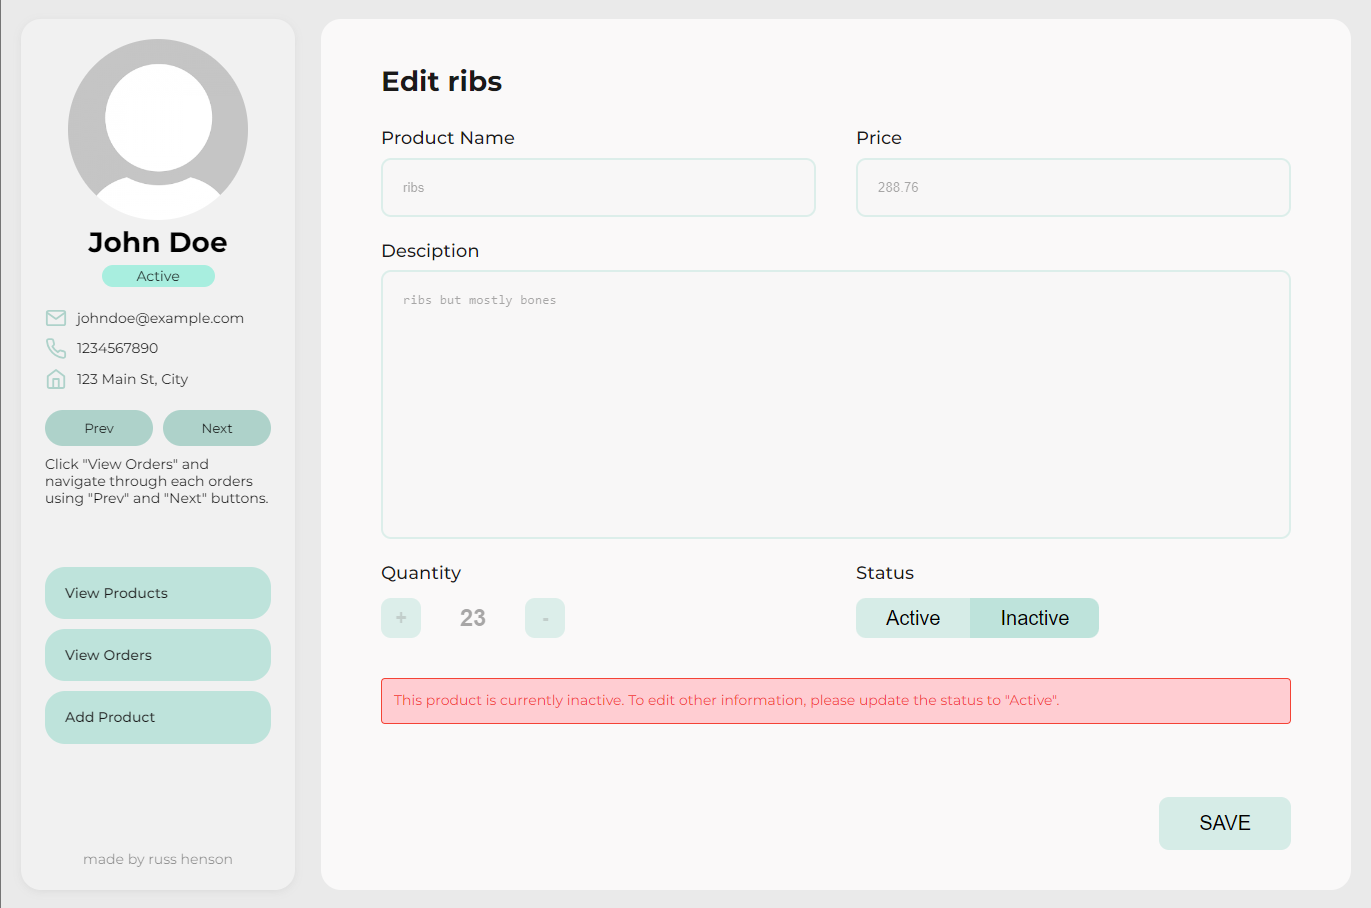 John Doe
Active
johndoe@example.com
1234567890
123 Main St, City
Prev
Next
Click "View Orders" and
navigate through each orders
using "Prev" and "Next" buttons.
View Products
View Orders
Add Product
made by russ henson
Edit ribs
Product Name
Price
ribs
288.76
Desciption
ribs but mostly bones
Quantity
Status
+ 23 -
Active Inactive
This product is currently inactive. To edit other information, please update the status to "Active".
SAVE